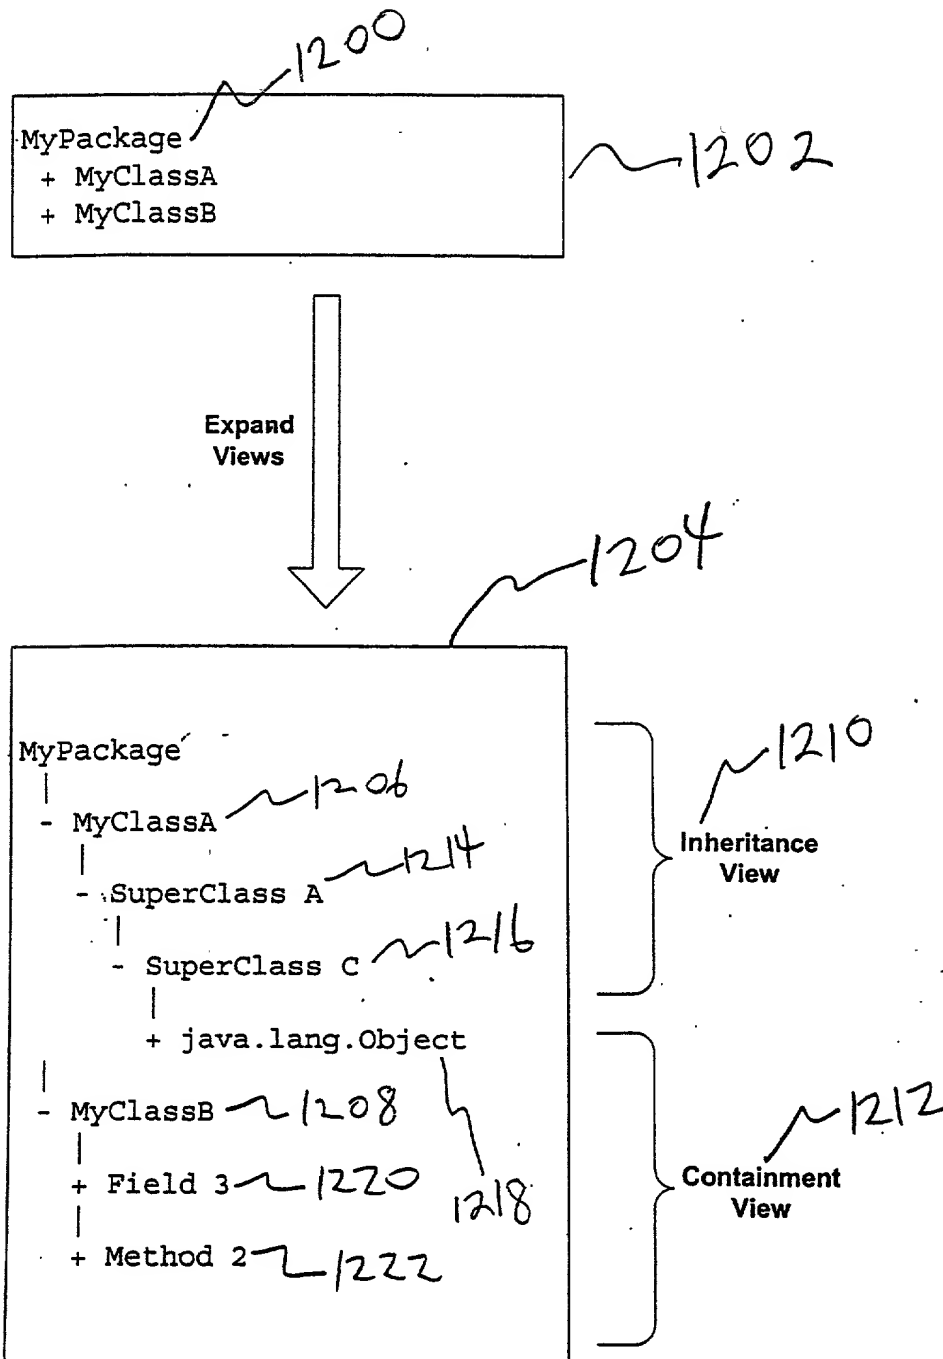 1200
MyPackage
+ MyClassA
+ MyClassB
1202
Expand
Views
1204
MyPackage
|
- MyClassA 1206
|
- SuperClass A 1214
|
- SuperClass C 1216
|
+ java.lang.Object
|
- MyClassB 1208
|
+ Field 3 1220
|
+ Method 2 1222
1218
1210
Inheritance
View
1212
Containment
View